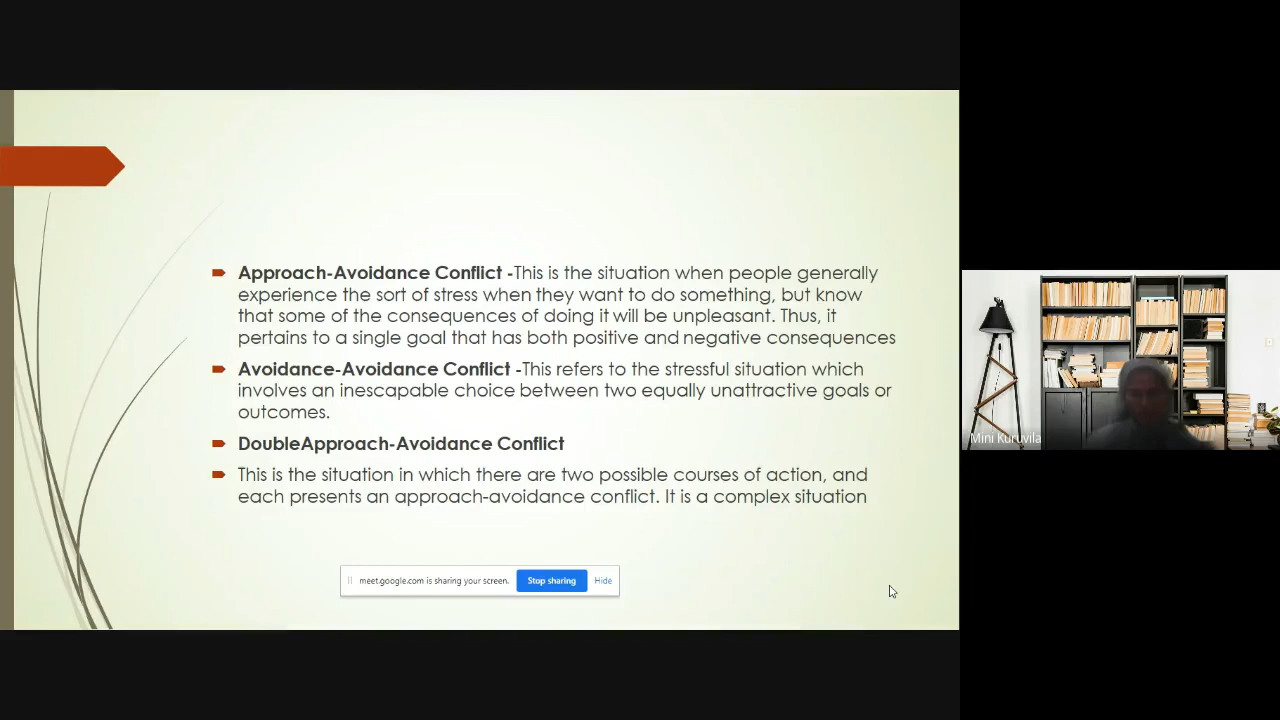 Approach-Avoidance Conflict -This is the situation when people generally
experience the sort of stress when they want to do something, but know
that some of the consequences of doing it will be unpleasant. Thus, it
pertains to a single goal that has both positive and negative consequences
Avoidance-Avoidance Conflict -This refers to the stressful situation which
involves an inescapable choice between two equally unattractive goals or
outcomes.
DoubleApproach-Avoidance Conflict
This is the situation in which there are two possible courses of action, and
each presents an approach-avoidance conflict. It is a complex situation
meet.google.com is sharing your screen. Stop sharing Hide
Mini Kuruvila